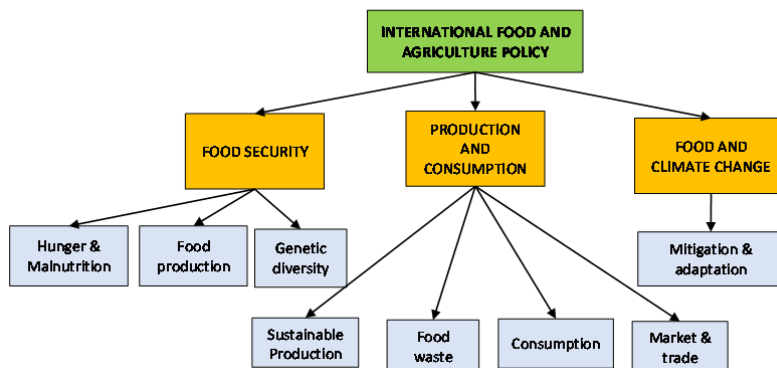 INTERNATIONAL FOOD AND
AGRICULTURE POLICY
FOOD SECURITY
PRODUCTION
AND
CONSUMPTION
FOOD AND
CLIMATE CHANGE
Hunger &
Malnutrition
Food
production
Genetic
diversity
Mitigation &
adaptation
Sustainable
Production
Food
waste
Consumption
Market &
trade